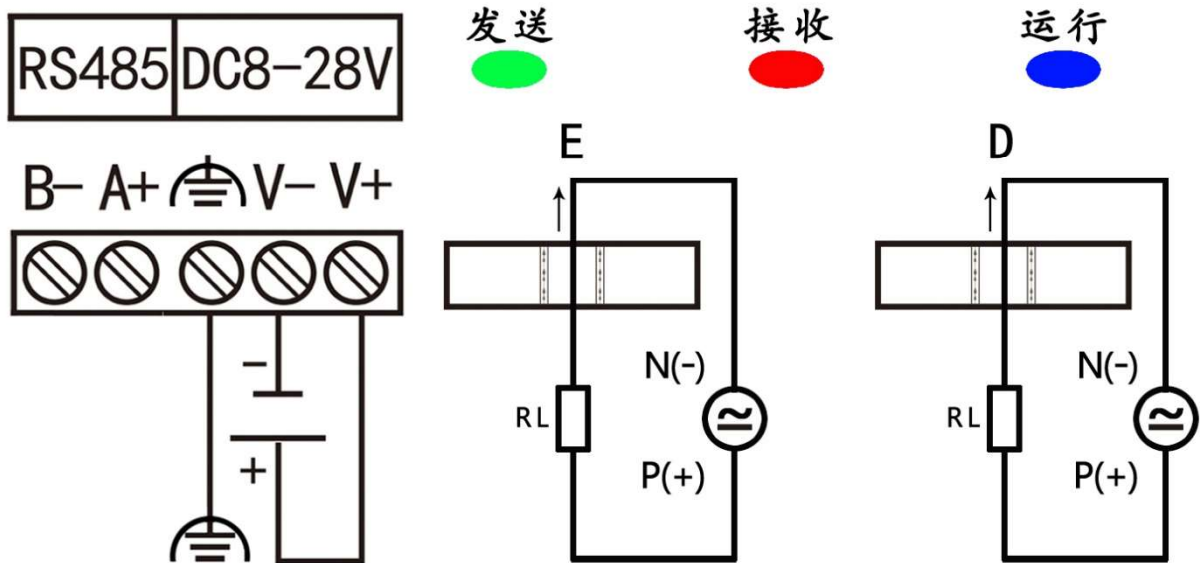 RS485 DC8-28V
发送 接收 运行
B- A+ V- V+
E D
- +
N(-) N(-)
RL RL
P(+) P(+)